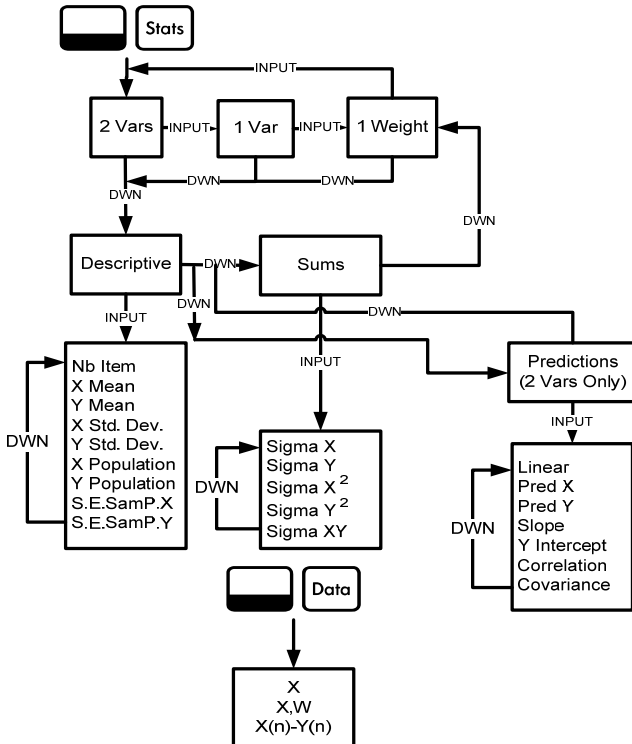 Stats
INPUT
2 Vars
INPUT
1 Var
INPUT
1 Weight
DWN
DWN
DWN
DWN
Descriptive
DWN
Sums
DWN
DWN
INPUT
INPUT
Predictions
(2 Vars Only)
INPUT
Nb Item
X Mean
Y Mean
X Std. Dev.
Y Std. Dev.
X Population
Y Population
S.E.SamP.X
S.E.SamP.Y
DWN
Sigma X
Sigma Y
Sigma X²
Sigma Y²
Sigma XY
DWN
Linear
Pred X
Pred Y
Slope
Y Intercept
Correlation
Covariance
DWN
Data
X
X,W
X(n)-Y(n)